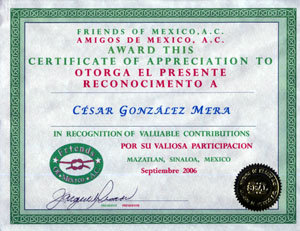 FRIENDS OF MEXICO, A.C.
AMIGOS DE MEXICO, A.C.
AWARD THIS
CERTIFICATE OF APPRECIATION TO
OTORGA EL PRESENTE
RECONOCIMENTO A
CÉSAR GONZÁLEZ MERA
IN RECOGNITION OF VALUABLE CONTRIBUTIONS
POR SU VALIOSA PARTICIPACION
MAZATLAN, SINALOA, MEXICO
Septiembre 2006
Friends